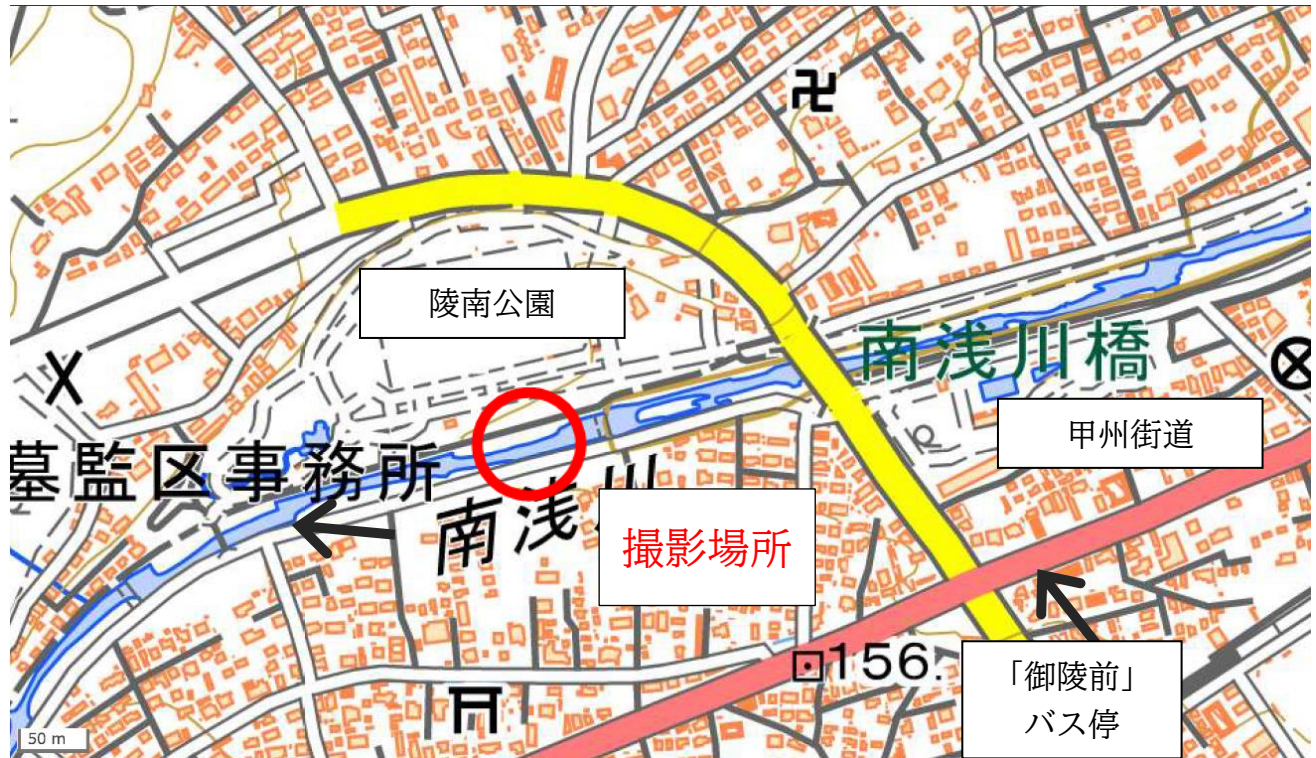 陵南公園
南浅川橋
甲州街道
墓監区事務所
南浅川
撮影場所
156.
「御陵前」
バス停
50 m